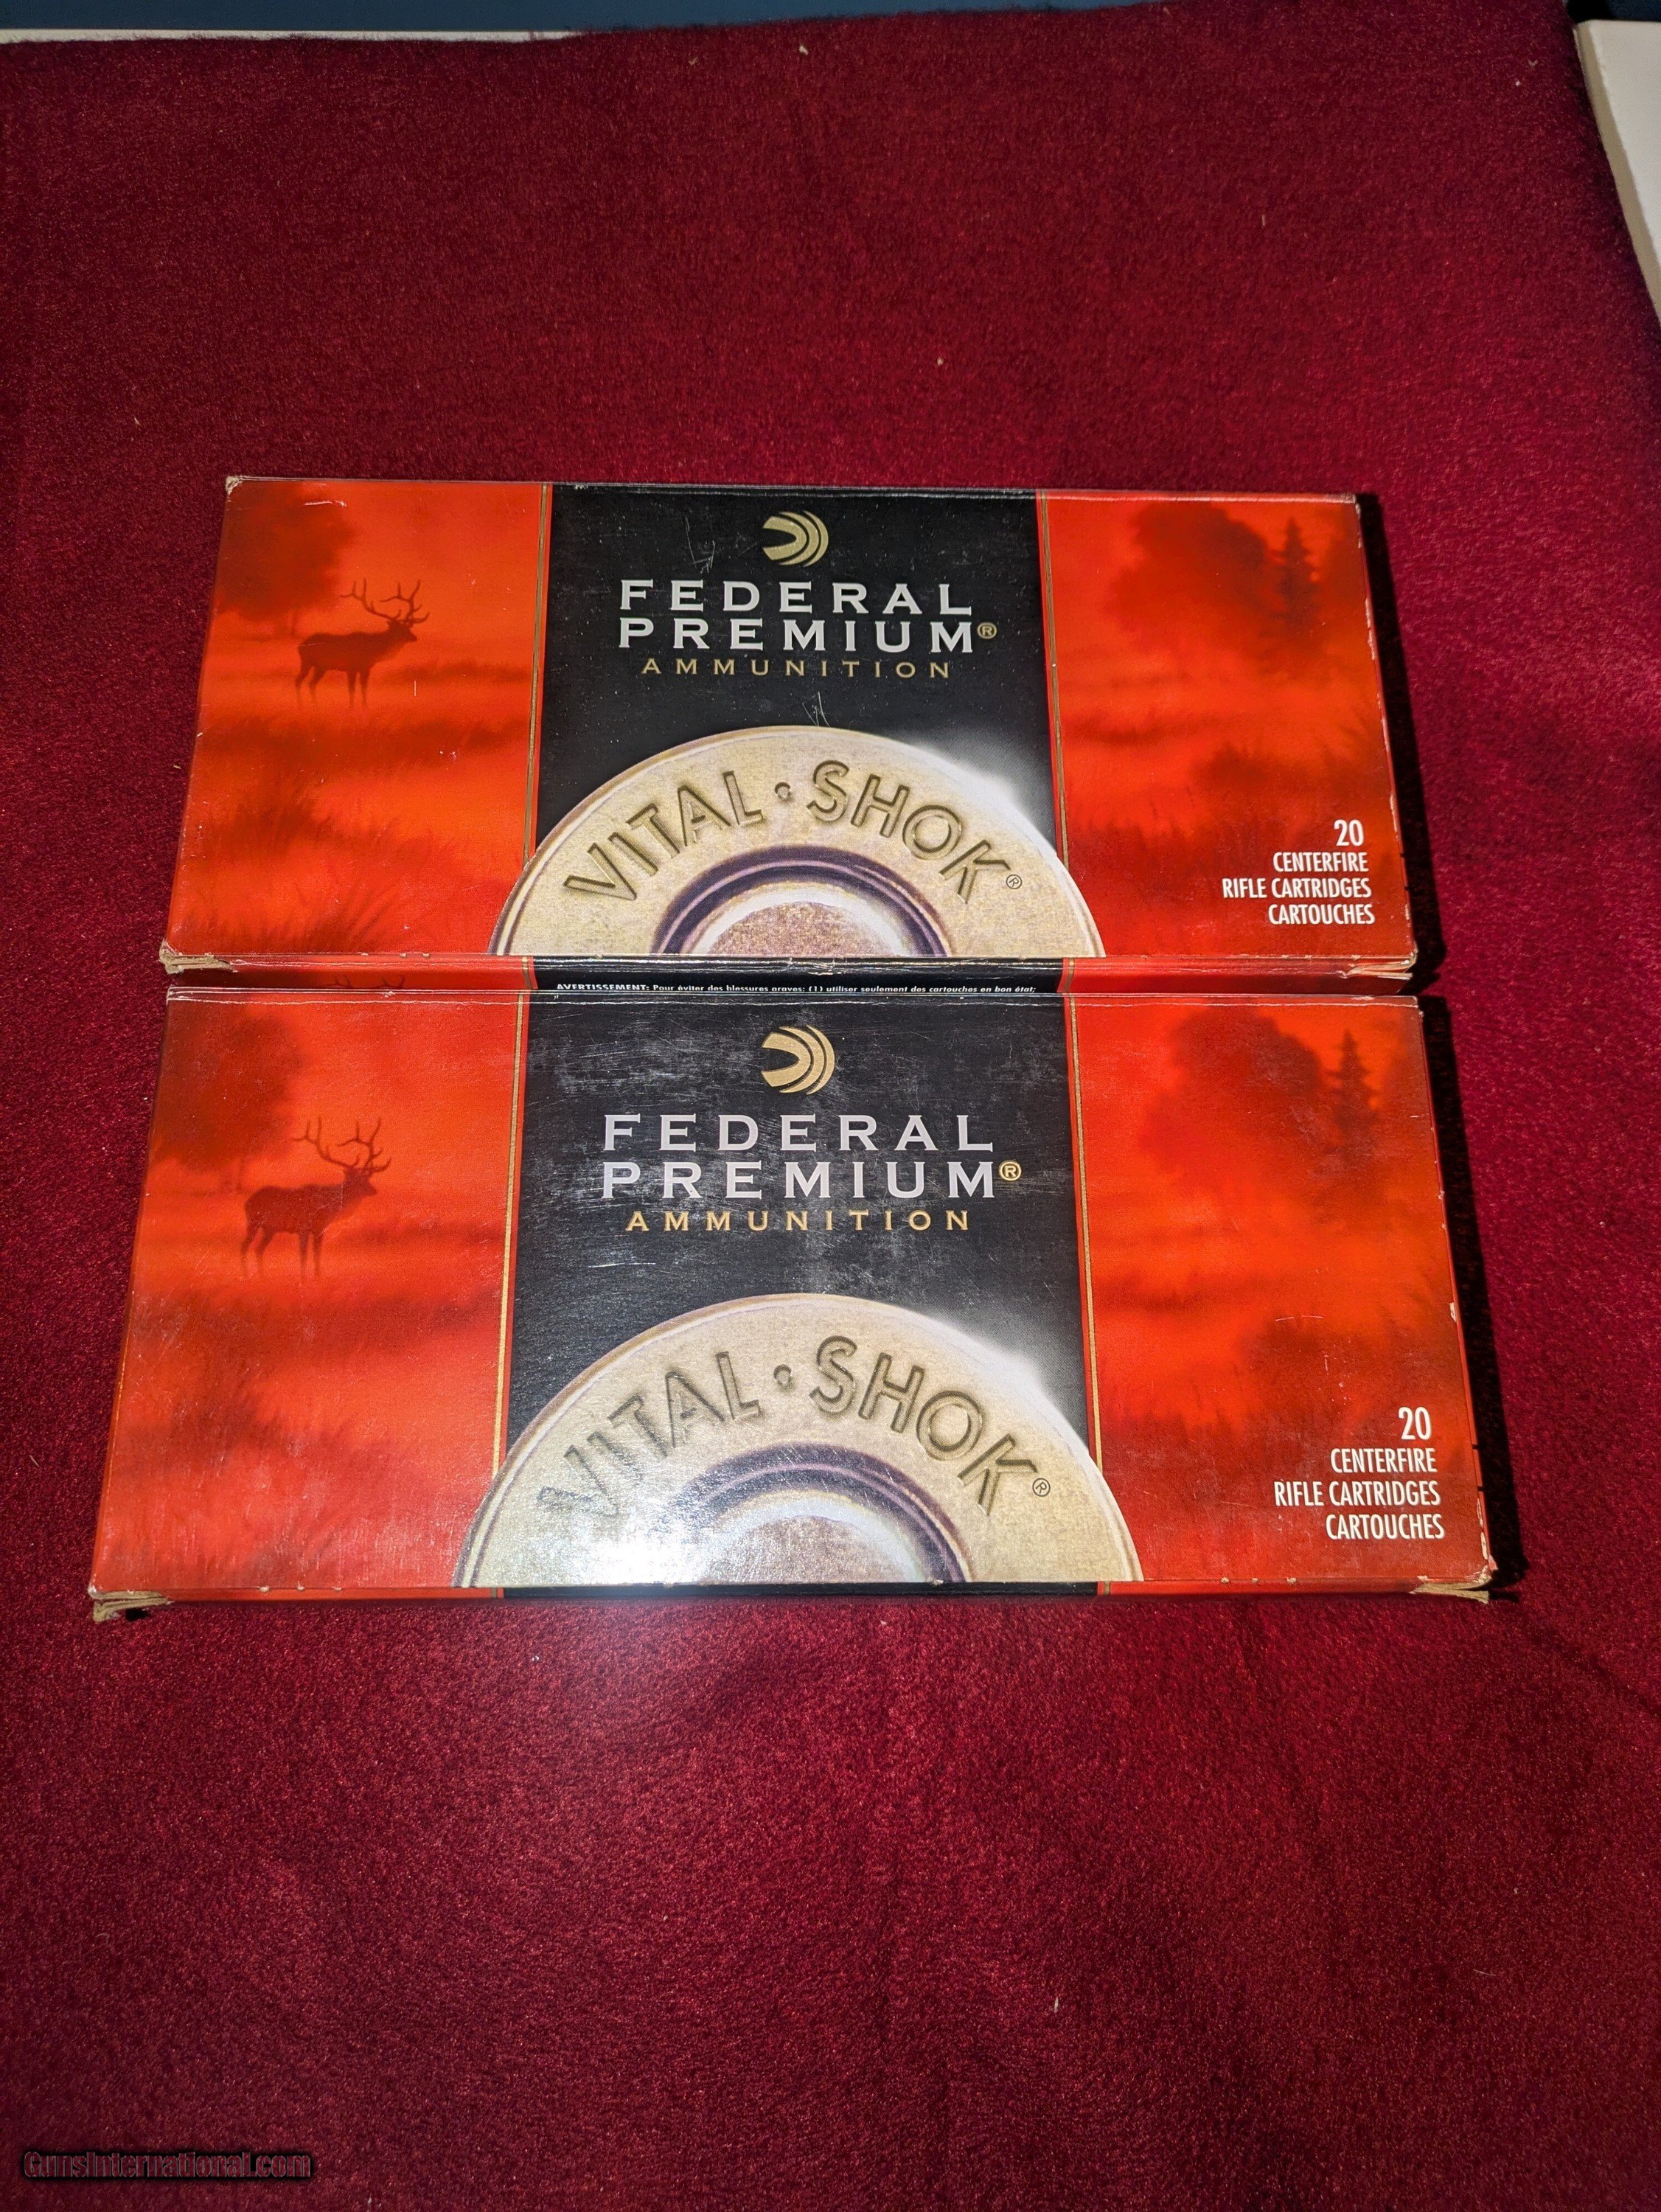 FEDERAL
PREMIUM®
AMMUNITION
VITAL·SHOK®
20
CENTERFIRE
RIFLE CARTRIDGES
CARTOUCHES
AVERTISSEMENT: Pour éviter des blessures graves: (1) utiliser seulement des cartouches en bon état;
FEDERAL
PREMIUM®
AMMUNITION
VITAL·SHOK®
20
CENTERFIRE
RIFLE CARTRIDGES
CARTOUCHES
GunsInternational.com